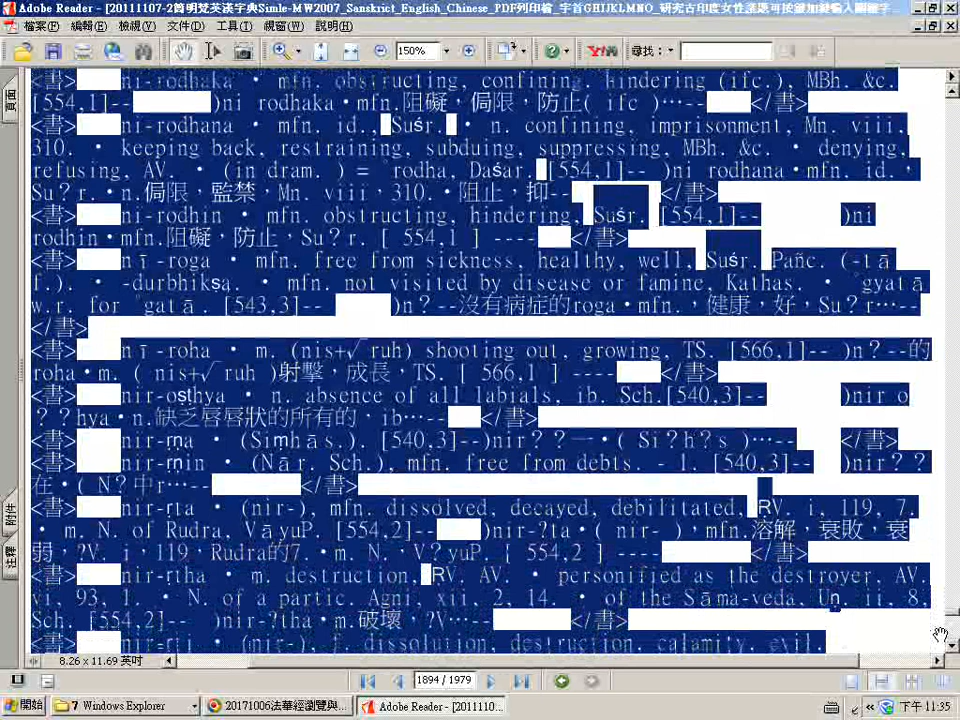 Adobe Reader - [20111107-2簡明梵英漢字典Simle-MW2007_Sanskrict_English_Chinese_PDF列印檔_字首GHIJKLMNO_研究古印度女性話題可按
檔案(F) 編輯(E) 檢視(V) 文件(D) 工具(T) 視窗(W) 說明(H)
150% 尋找：
頁面
附件
註釋
<書> ni-rodhaka • mfn. obstructing, confining, hindering (ifc.), MBh. &c.
[554,1]-- )ni rodhaka•mfn.阻礙，侷限，防止( ifc )…-- </書>
<書> ni-rodhana • mfn. id., Suśr. • n. confining, imprisonment, Mn. viii,
310. • keeping back, restraining, subduing, suppressing, MBh. &c. • denying,
refusing, AV. • (in dram.) = °rodha, Daśar. [554,1]-- )ni rodhana•mfn. id.，
Su？r.•n.侷限，監禁，Mn. viii，310.•阻止，抑-- </書>
<書> ni-rodhin • mfn. obstructing, hindering, Suśr. [554,1]-- )ni
rodhin•mfn.阻礙，防止，Su？r. [ 554,1 ] ---- </書>
<書> nī-roga • mfn. free from sickness, healthy, well, Suśr. Pañc. (-tā
f.). • -durbhikṣa. • mfn. not visited by disease or famine, Kathas. • °gyatā
w.r. for °gatā. [543,3]-- )n？--沒有病症的roga•mfn.，健康，好，Su？r…--
</書>
<書> nī-roha • m. (nis+√ruh) shooting out, growing, TS. [566,1]-- )n？--的
roha•m. ( nis+√ruh )射擊，成長，TS. [ 566,1 ] ---- </書>
<書> nir-oṣṭhya • n. absence of all labials, ib. Sch.[540,3]-- )nir o
？？hya•n.缺乏唇唇狀的所有的，ib…-- </書>
<書> nir-ṛṇa • (Siṃhās.). [540,3]--)nir？？一•( Si？h？s )…-- </書>
<書> nir-ṛṇin • (Nār. Sch.), mfn. free from debts. - 1. [540,3]-- )nir？？
在•( N？中r…-- </書>
<書> nir-ṛta • (nir-), mfn. dissolved, decayed, debilitated, RV. i, 119, 7.
• m. N. of Rudra, VāyuP. [554,2]-- )nir-?ta•( nir- )，mfn.溶解，衰敗，衰
弱，?V. i，119，Rudra的7.•m. N.，V？yuP. [ 554,2 ] ---- </書>
<書> nir-ṛtha • m. destruction, RV. AV. • personified as the destroyer, AV.
vi, 93, 1. • N. of a partic. Agni, xii, 2, 14. • of the Sāma-veda, Uṇ. ii, 8,
Sch. [554,2]-- )nir-?tha•m.破壞，?V…-- </書>
<書> nir-ṛti • (nir-), f. dissolution, destruction, calamity, evil,
8.26 x 11.69 英吋
1894 / 1979
開始 7 Windows Explorer 20171006法華經瀏覽與... Adobe Reader - [2011110... 下午 11:35